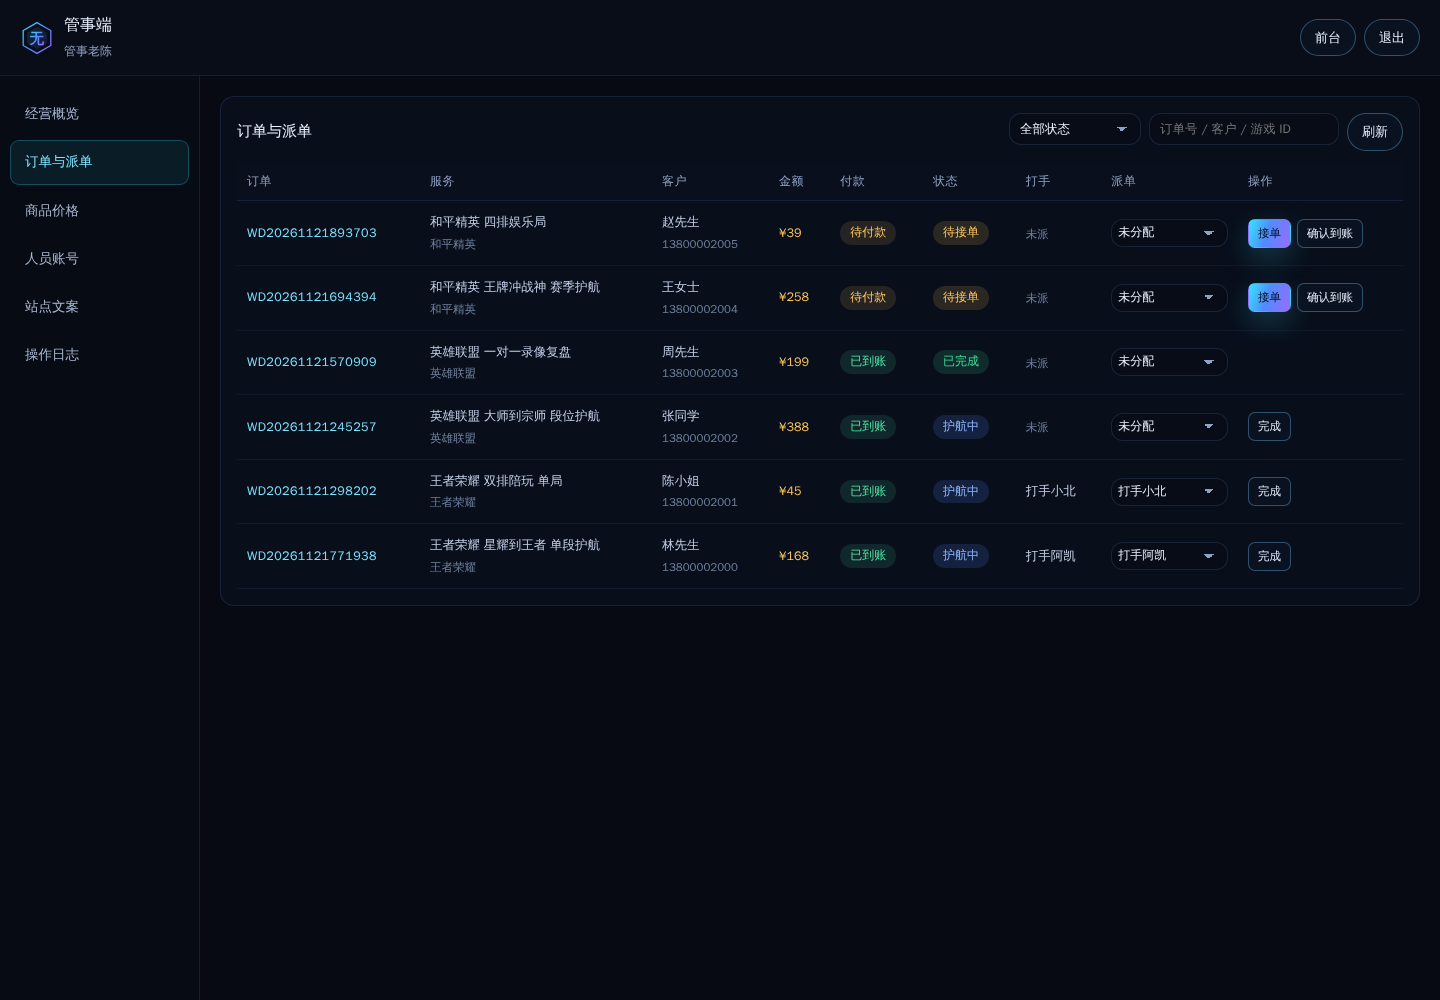 无
管事端
管事老陈
前台
退出
经营概览
订单与派单
商品价格
人员账号
站点文案
操作日志
订单与派单
全部状态
订单号 / 客户 / 游戏 ID
刷新
订单 服务 客户 金额 付款 状态 打手 派单 操作
WD20261121893703 和平精英 四排娱乐局 赵先生 ¥39 待付款 待接单 未派 未分配 接单 确认到账
和平精英 13800002005
WD20261121694394 和平精英 王牌冲战神 赛季护航 王女士 ¥258 待付款 待接单 未派 未分配 接单 确认到账
和平精英 13800002004
WD20261121570909 英雄联盟 一对一录像复盘 周先生 ¥199 已到账 已完成 未派 未分配
英雄联盟 13800002003
WD20261121245257 英雄联盟 大师到宗师 段位护航 张同学 ¥388 已到账 护航中 未派 未分配 完成
英雄联盟 13800002002
WD20261121298202 王者荣耀 双排陪玩 单局 陈小姐 ¥45 已到账 护航中 打手小北 打手小北 完成
王者荣耀 13800002001
WD20261121771938 王者荣耀 星耀到王者 单段护航 林先生 ¥168 已到账 护航中 打手阿凯 打手阿凯 完成
王者荣耀 13800002000